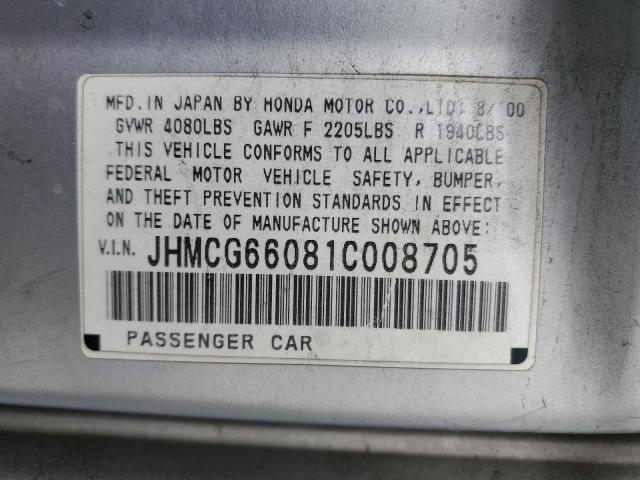 MFD. IN JAPAN BY HONDA MOTOR CO.,LTD. 8/00
GVWR 4080LBS GAWR F 2205LBS R 1940LBS
THIS VEHICLE CONFORMS TO ALL APPLICABLE
FEDERAL MOTOR VEHICLE SAFETY, BUMPER,
AND THEFT PREVENTION STANDARDS IN EFFECT
ON THE DATE OF MANUFACTURE SHOWN ABOVE:
V.I.N. JHMCG66081C008705
PASSENGER CAR